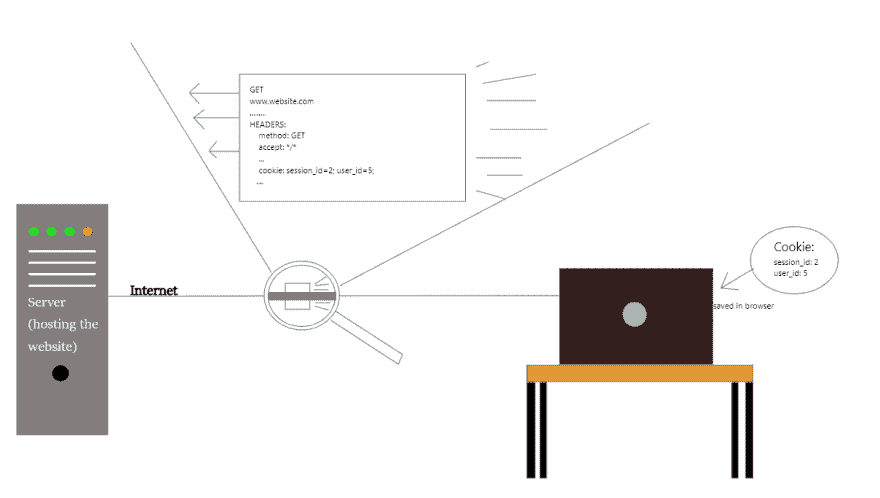 GET
www.website.com
.......
HEADERS:
method: GET
accept: */*
...
cookie: session_id=2; user_id=5;
...
Server
(hosting the
website)
Internet
Cookie:
session_id: 2
user_id: 5
saved in browser